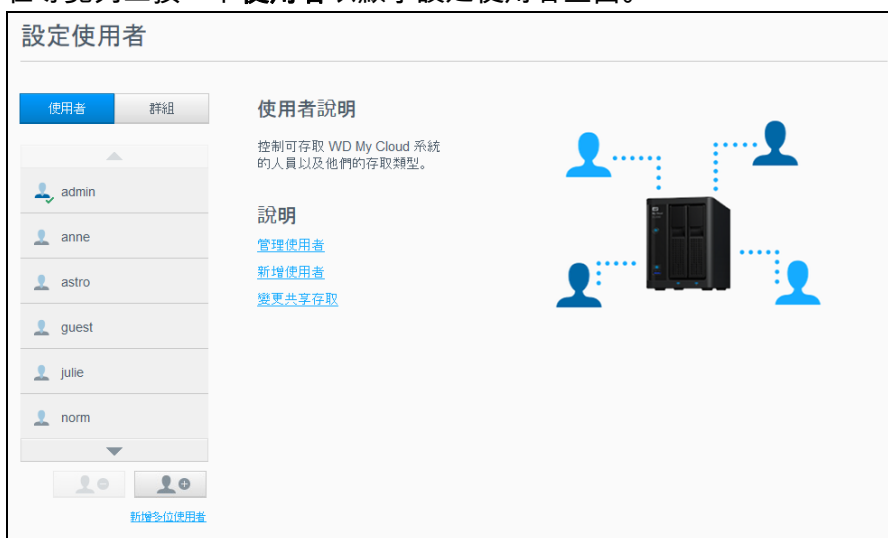 設定使用者
使用者
群組
admin
anne
astro
guest
julie
norm
新增多位使用者
使用者說明
控制可存取 WD My Cloud 系統
的人員以及他們的存取類型。
說明
管理使用者
新增使用者
變更共享存取